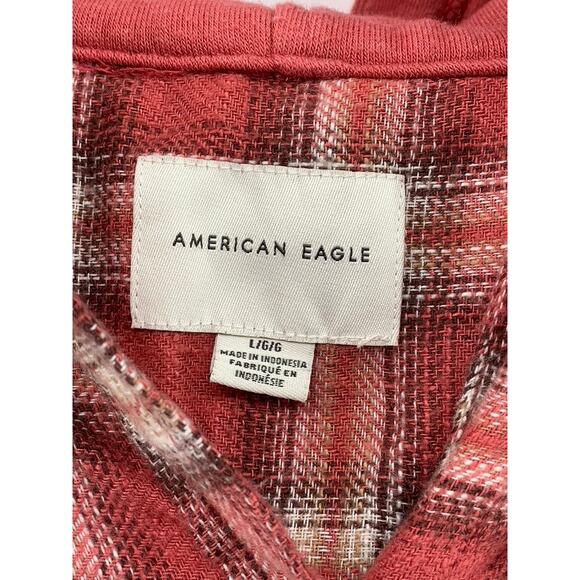 AMERICAN EAGLE
L/G/G
MADE IN INDONESIA
FABRIQUÉ EN
INDONÉSIE